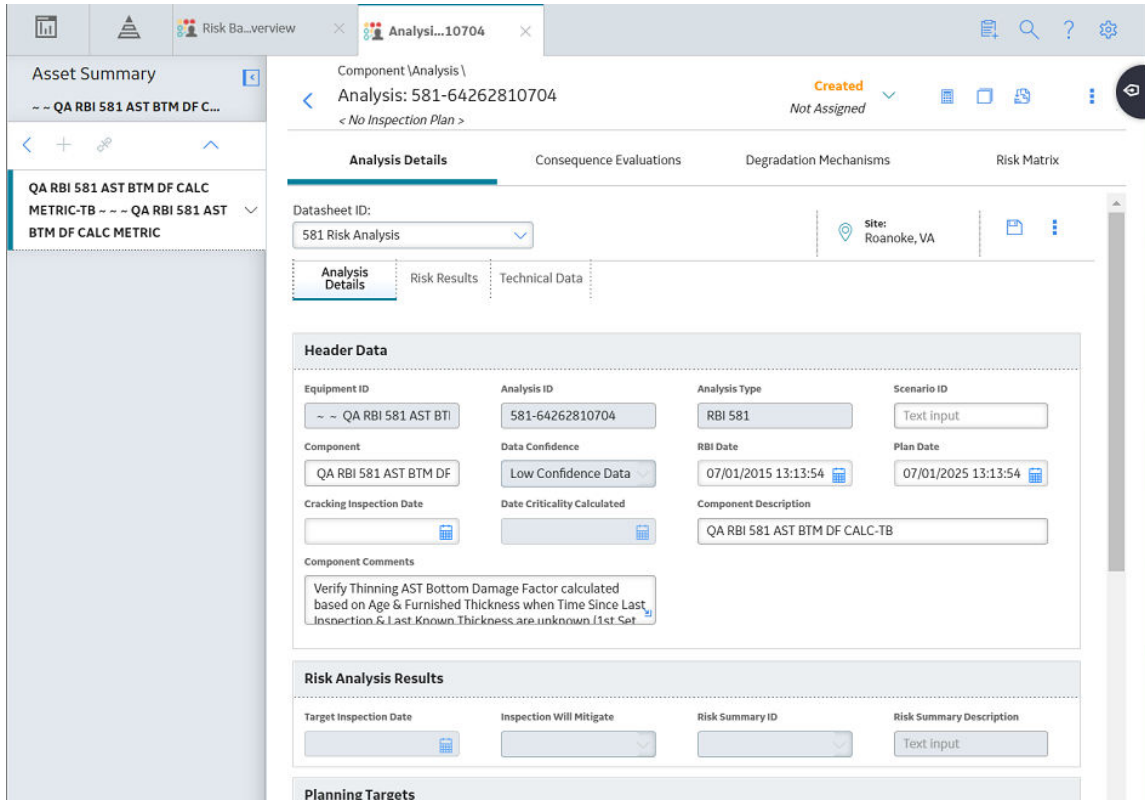 Risk Ba...verview
Analysi...10704
Asset Summary
~ ~ QA RBI 581 AST BTM DF C...
QA RBI 581 AST BTM DF CALC
METRIC-TB ~ ~ ~ QA RBI 581 AST
BTM DF CALC METRIC
Component \Analysis \
Analysis: 581-64262810704
< No Inspection Plan >
Created
Not Assigned
Analysis Details
Consequence Evaluations
Degradation Mechanisms
Risk Matrix
Datasheet ID:
581 Risk Analysis
Site:
Roanoke, VA
Analysis
Details
Risk Results
Technical Data
Header Data
Equipment ID
Analysis ID
Analysis Type
Scenario ID
~ ~ QA RBI 581 AST BTI
581-64262810704
RBI 581
Text input
Component
Data Confidence
RBI Date
Plan Date
QA RBI 581 AST BTM DF
Low Confidence Data
07/01/2015 13:13:54
07/01/2025 13:13:54
Cracking Inspection Date
Date Criticality Calculated
Component Description
QA RBI 581 AST BTM DF CALC-TB
Component Comments
Verify Thinning AST Bottom Damage Factor calculated
based on Age & Furnished Thickness when Time Since Last
Inspection & Last Known Thickness are unknown (1st Set
Risk Analysis Results
Target Inspection Date
Inspection Will Mitigate
Risk Summary ID
Risk Summary Description
Text input
Planning Targets